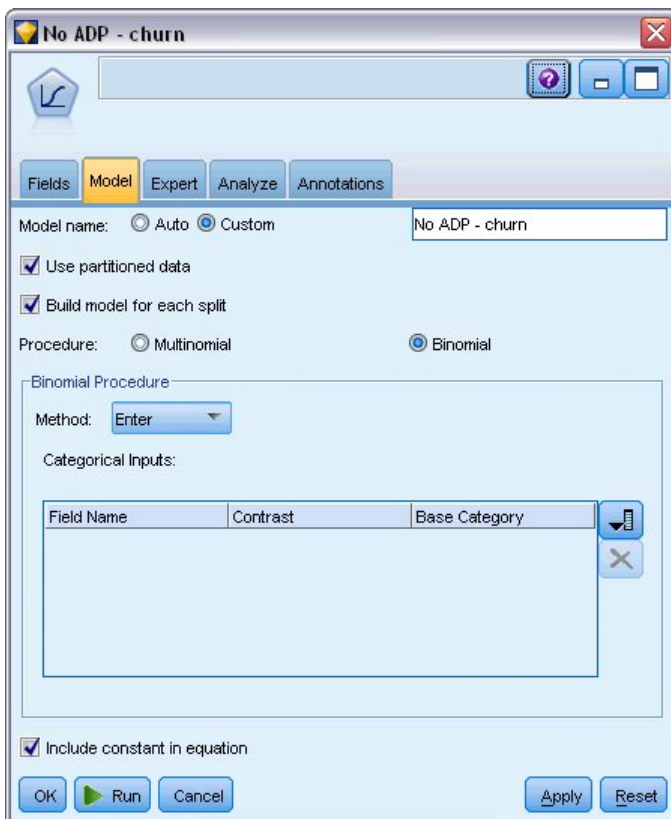 No ADP - churn
Fields Model Expert Analyze Annotations
Model name: Auto Custom No ADP - churn
Use partitioned data
Build model for each split
Procedure: Multinomial Binomial
Binomial Procedure
Method: Enter
Categorical Inputs:
Field Name Contrast Base Category
Include constant in equation
OK Run Cancel Apply Reset